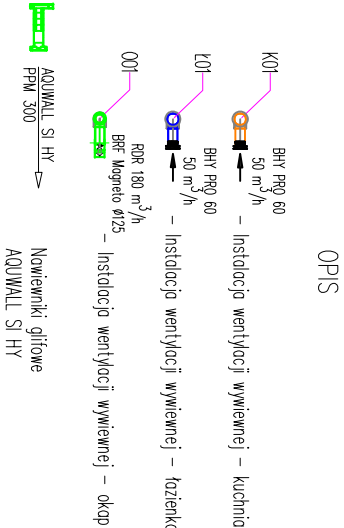 OPIS
K01
BHY PRO 60
50 m³/h
- Instalacja wentylacji wywiewnej - kuchnia
Ł01
BHY PRO 60
50 m³/h
- Instalacja wentylacji wywiewnej - łazienka
O01
RDR 180 m³/h
BRF Magneto Ø125
- Instalacja wentylacji wywiewnej - okap
AQUWALL SI HY
PPM 300
Nawiewniki glifowe
AQUWALL SI HY